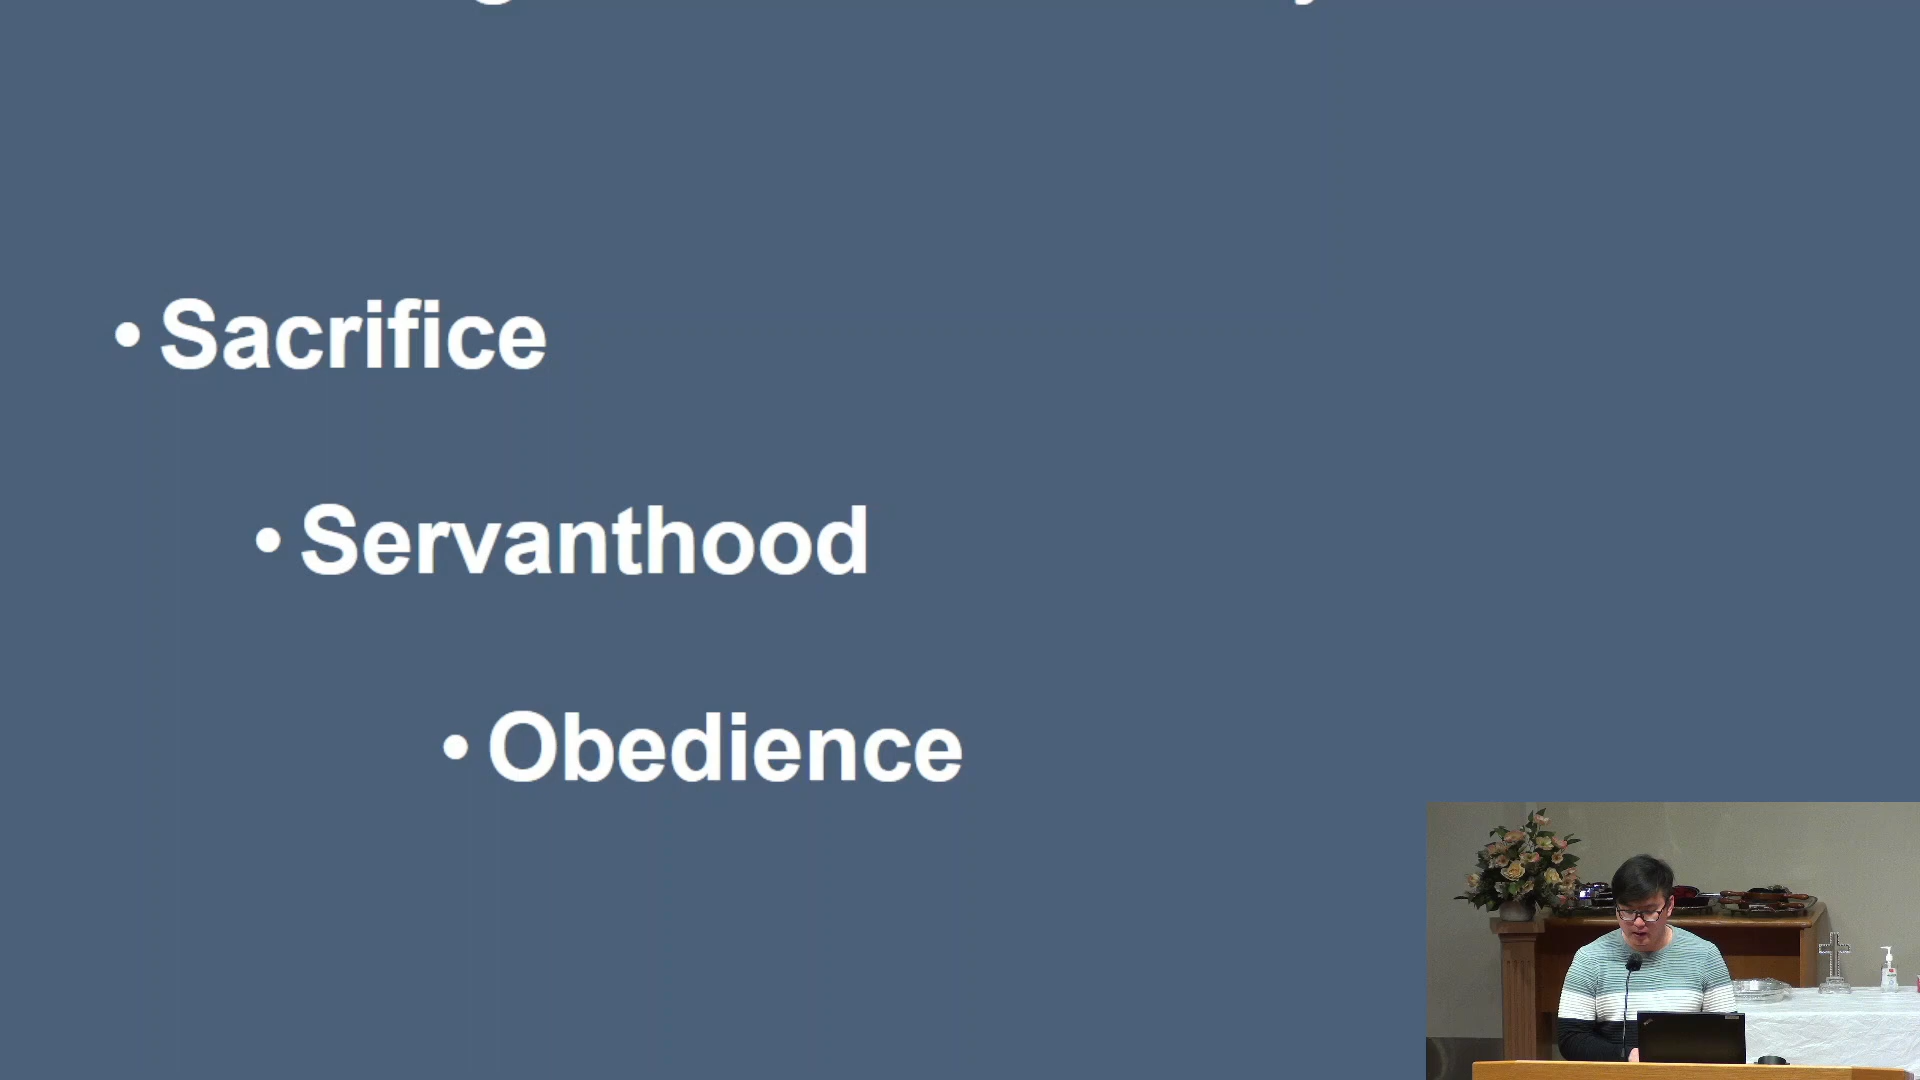 • Sacrifice
• Servanthood
• Obedience